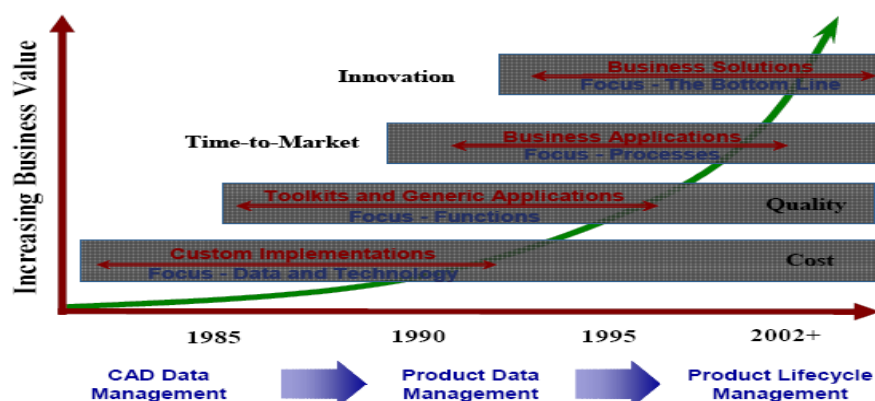 Increasing Business Value
Innovation
Business Solutions
Focus - The Bottom Line
Time-to-Market
Business Applications
Focus - Processes
Toolkits and Generic Applications
Focus - Functions
Quality
Custom Implementations
Focus - Data and Technology
Cost
1985 1990 1995 2002+
CAD Data Management
Product Data Management
Product Lifecycle Management